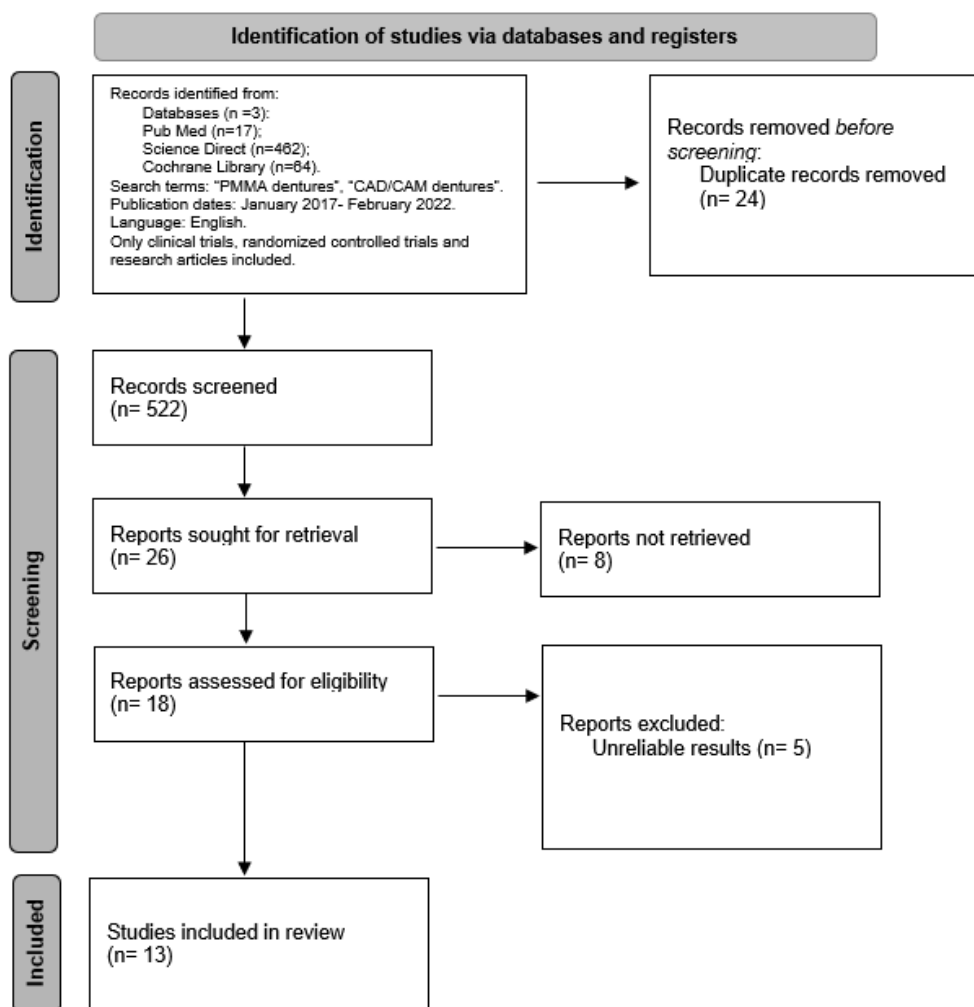 Identification of studies via databases and registers
Identification
Records identified from:
Databases (n =3):
Pub Med (n=17);
Science Direct (n=462);
Cochrane Library (n=64).
Search terms: “PMMA dentures”, “CAD/CAM dentures”.
Publication dates: January 2017- February 2022.
Language: English.
Only clinical trials, randomized controlled trials and
research articles included.
Records removed before
screening:
Duplicate records removed
(n= 24)
Screening
Records screened
(n= 522)
Reports sought for retrieval
(n= 26)
Reports not retrieved
(n= 8)
Reports assessed for eligibility
(n= 18)
Reports excluded:
Unreliable results (n= 5)
Included
Studies included in review
(n= 13)